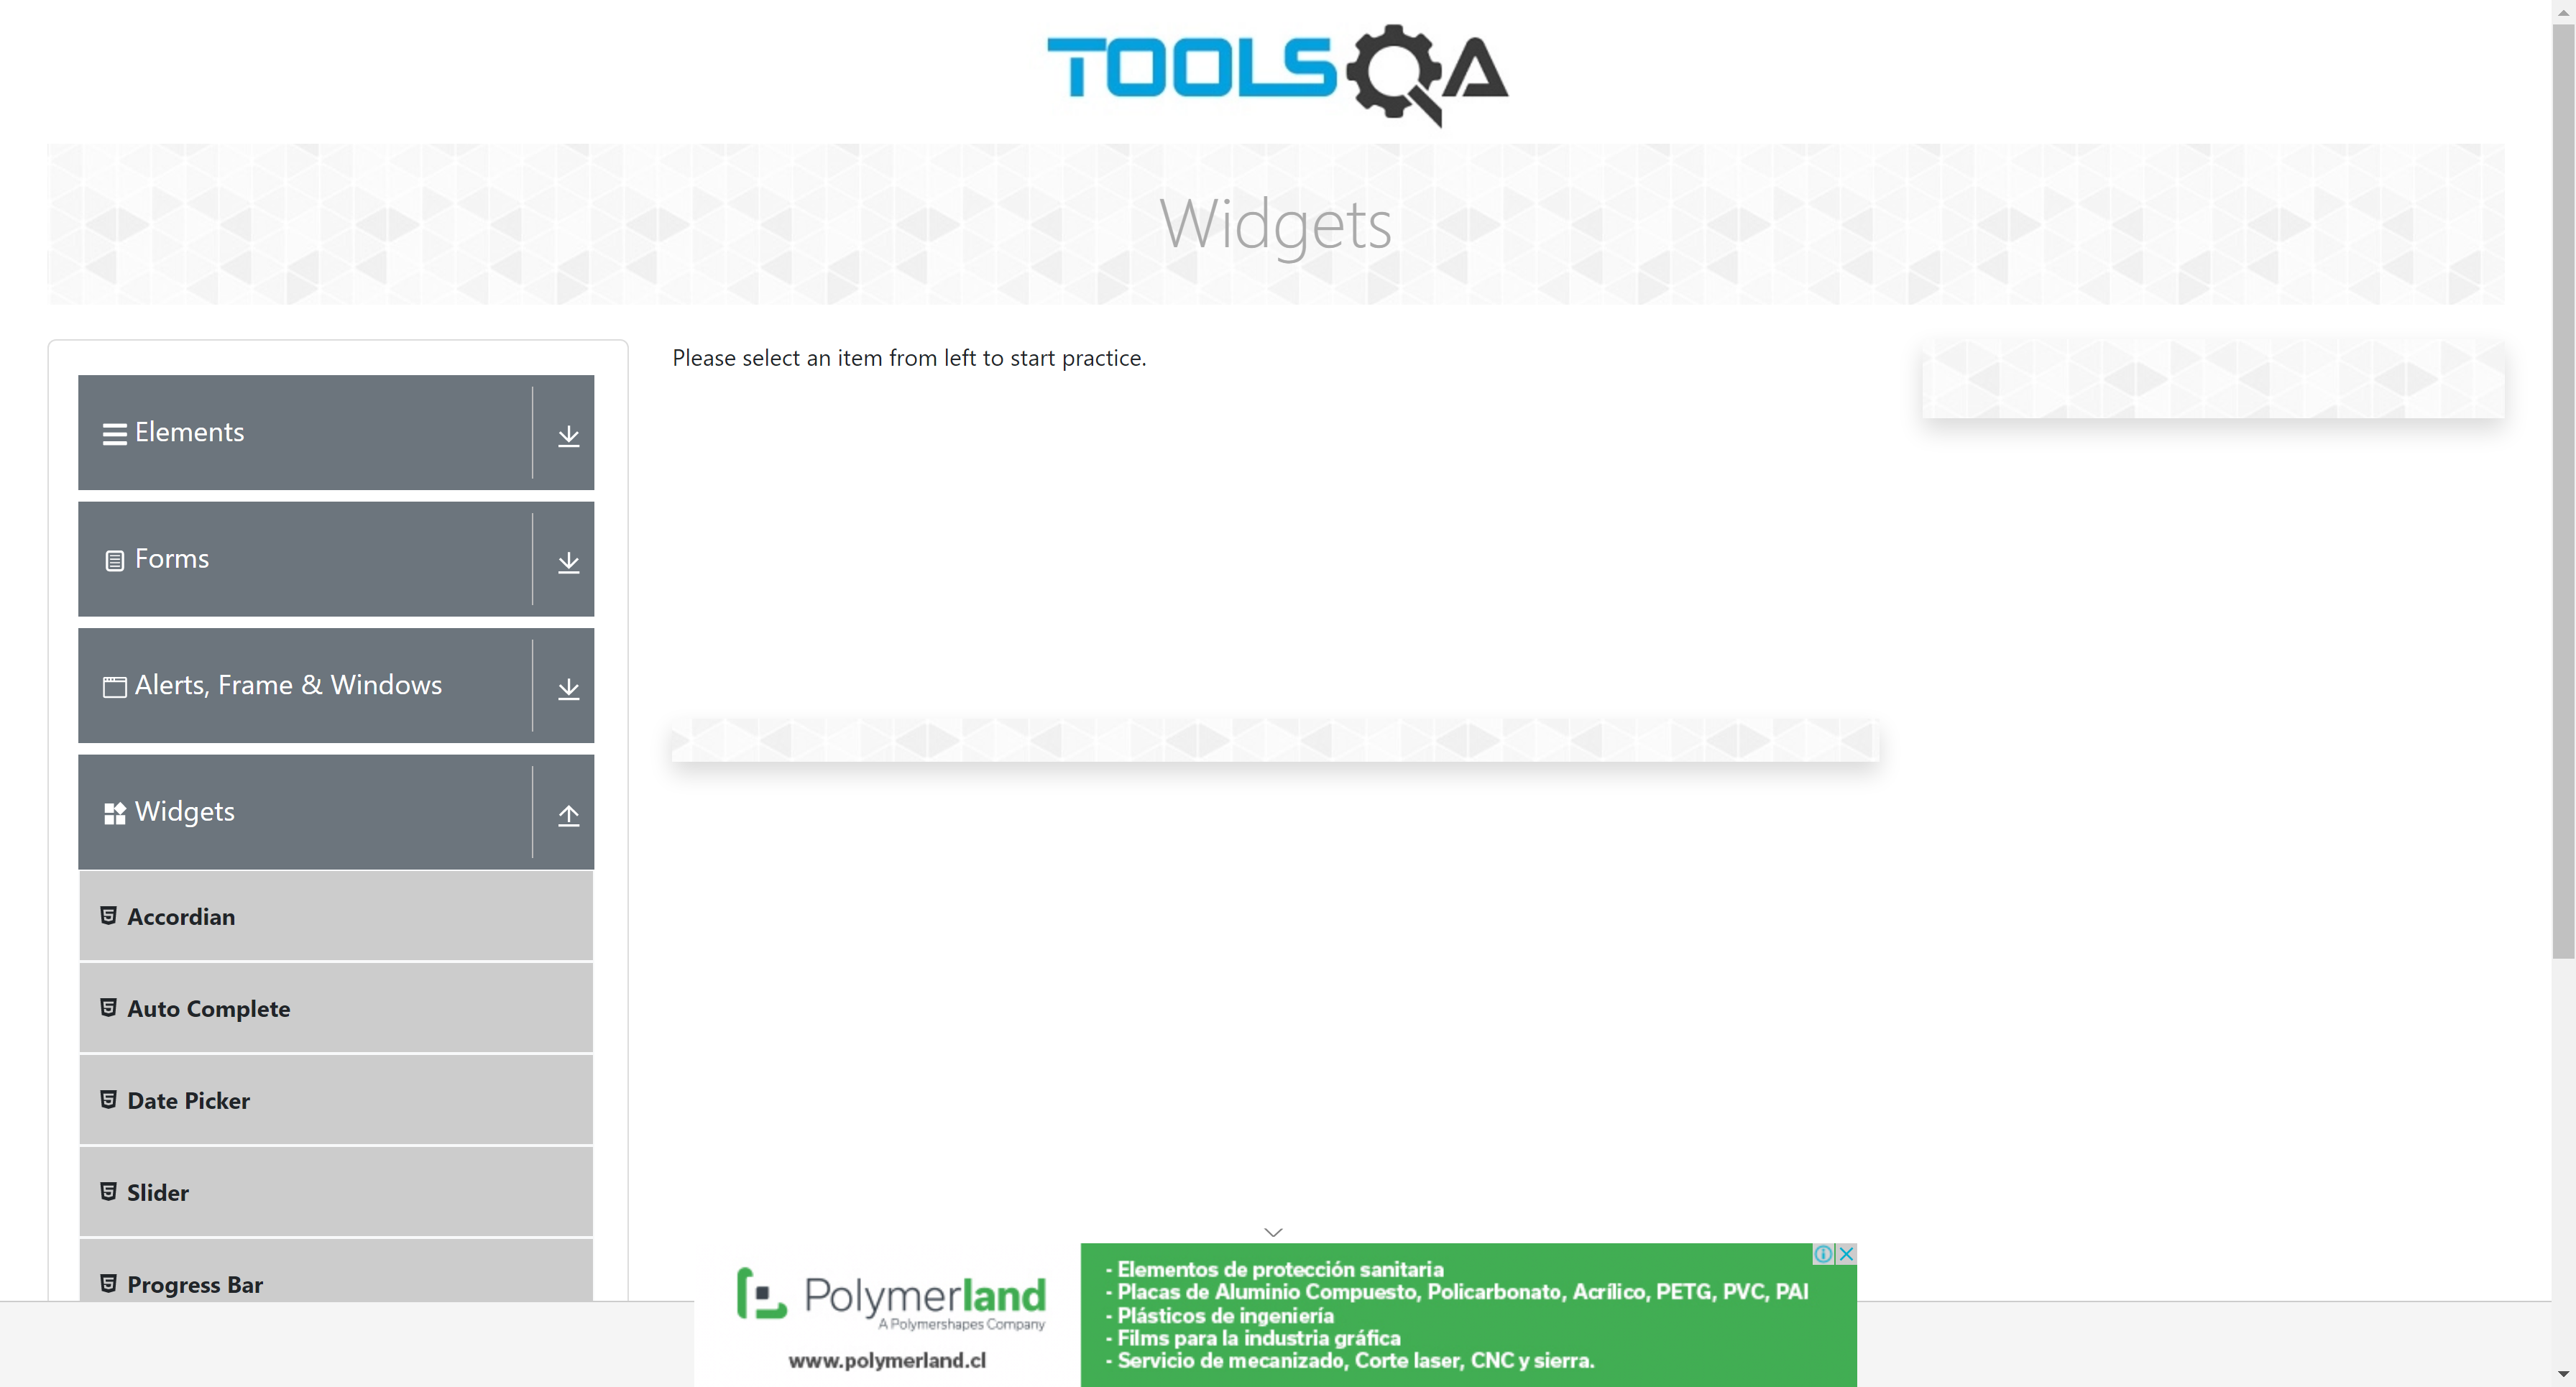 TOOLSQA
Widgets
Please select an item from left to start practice.
Elements
Forms
Alerts, Frame & Windows
Widgets
Accordian
Auto Complete
Date Picker
Slider
Progress Bar
Polymerland
A Polymershapes Company
www.polymerland.cl
- Elementos de protección sanitaria
- Placas de Aluminio Compuesto, Policarbonato, Acrílico, PETG, PVC, PAI
- Plásticos de ingeniería
- Films para la industria gráfica
- Servicio de mecanizado, Corte laser, CNC y sierra.